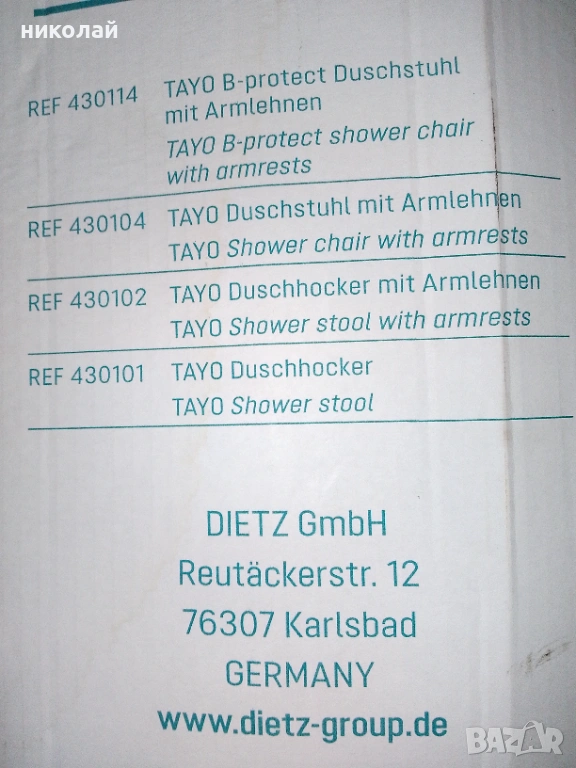 николай
REF 430114
TAYO B-protect Duschstuhl
mit Armlehnen
TAYO B-protect shower chair
with armrests
REF 430104
TAYO Duschstuhl mit Armlehnen
TAYO Shower chair with armrests
REF 430102
TAYO Duschhocker mit Armlehnen
TAYO Shower stool with armrests
REF 430101
TAYO Duschhocker
TAYO Shower stool
DIETZ GmbH
Reutäckerstr. 12
76307 Karlsbad
GERMANY
www.dietz-group.de
BAZAR